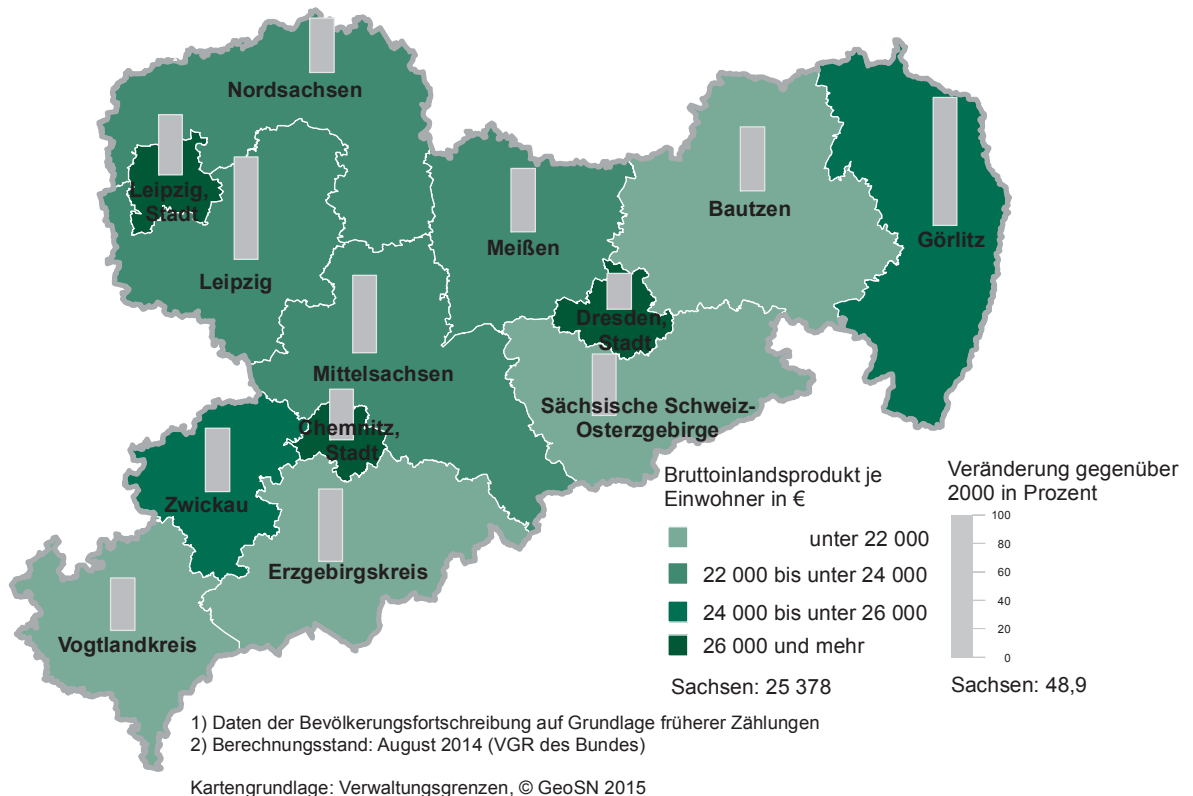 Nordsachsen
Leipzig,
Stadt
Leipzig
Meißen
Bautzen
Görlitz
Dresden,
Stadt
Mittelsachsen
Sächsische Schweiz-
Osterzgebirge
Chemnitz,
Stadt
Zwickau
Erzgebirgskreis
Vogtlandkreis
Bruttoinlandsprodukt je
Einwohner in €
unter 22 000
22 000 bis unter 24 000
24 000 bis unter 26 000
26 000 und mehr
Sachsen: 25 378
Veränderung gegenüber
2000 in Prozent
100
80
60
40
20
0
Sachsen: 48,9
1) Daten der Bevölkerungsfortschreibung auf Grundlage früherer Zählungen
2) Berechnungsstand: August 2014 (VGR des Bundes)
Kartengrundlage: Verwaltungsgrenzen, © GeoSN 2015